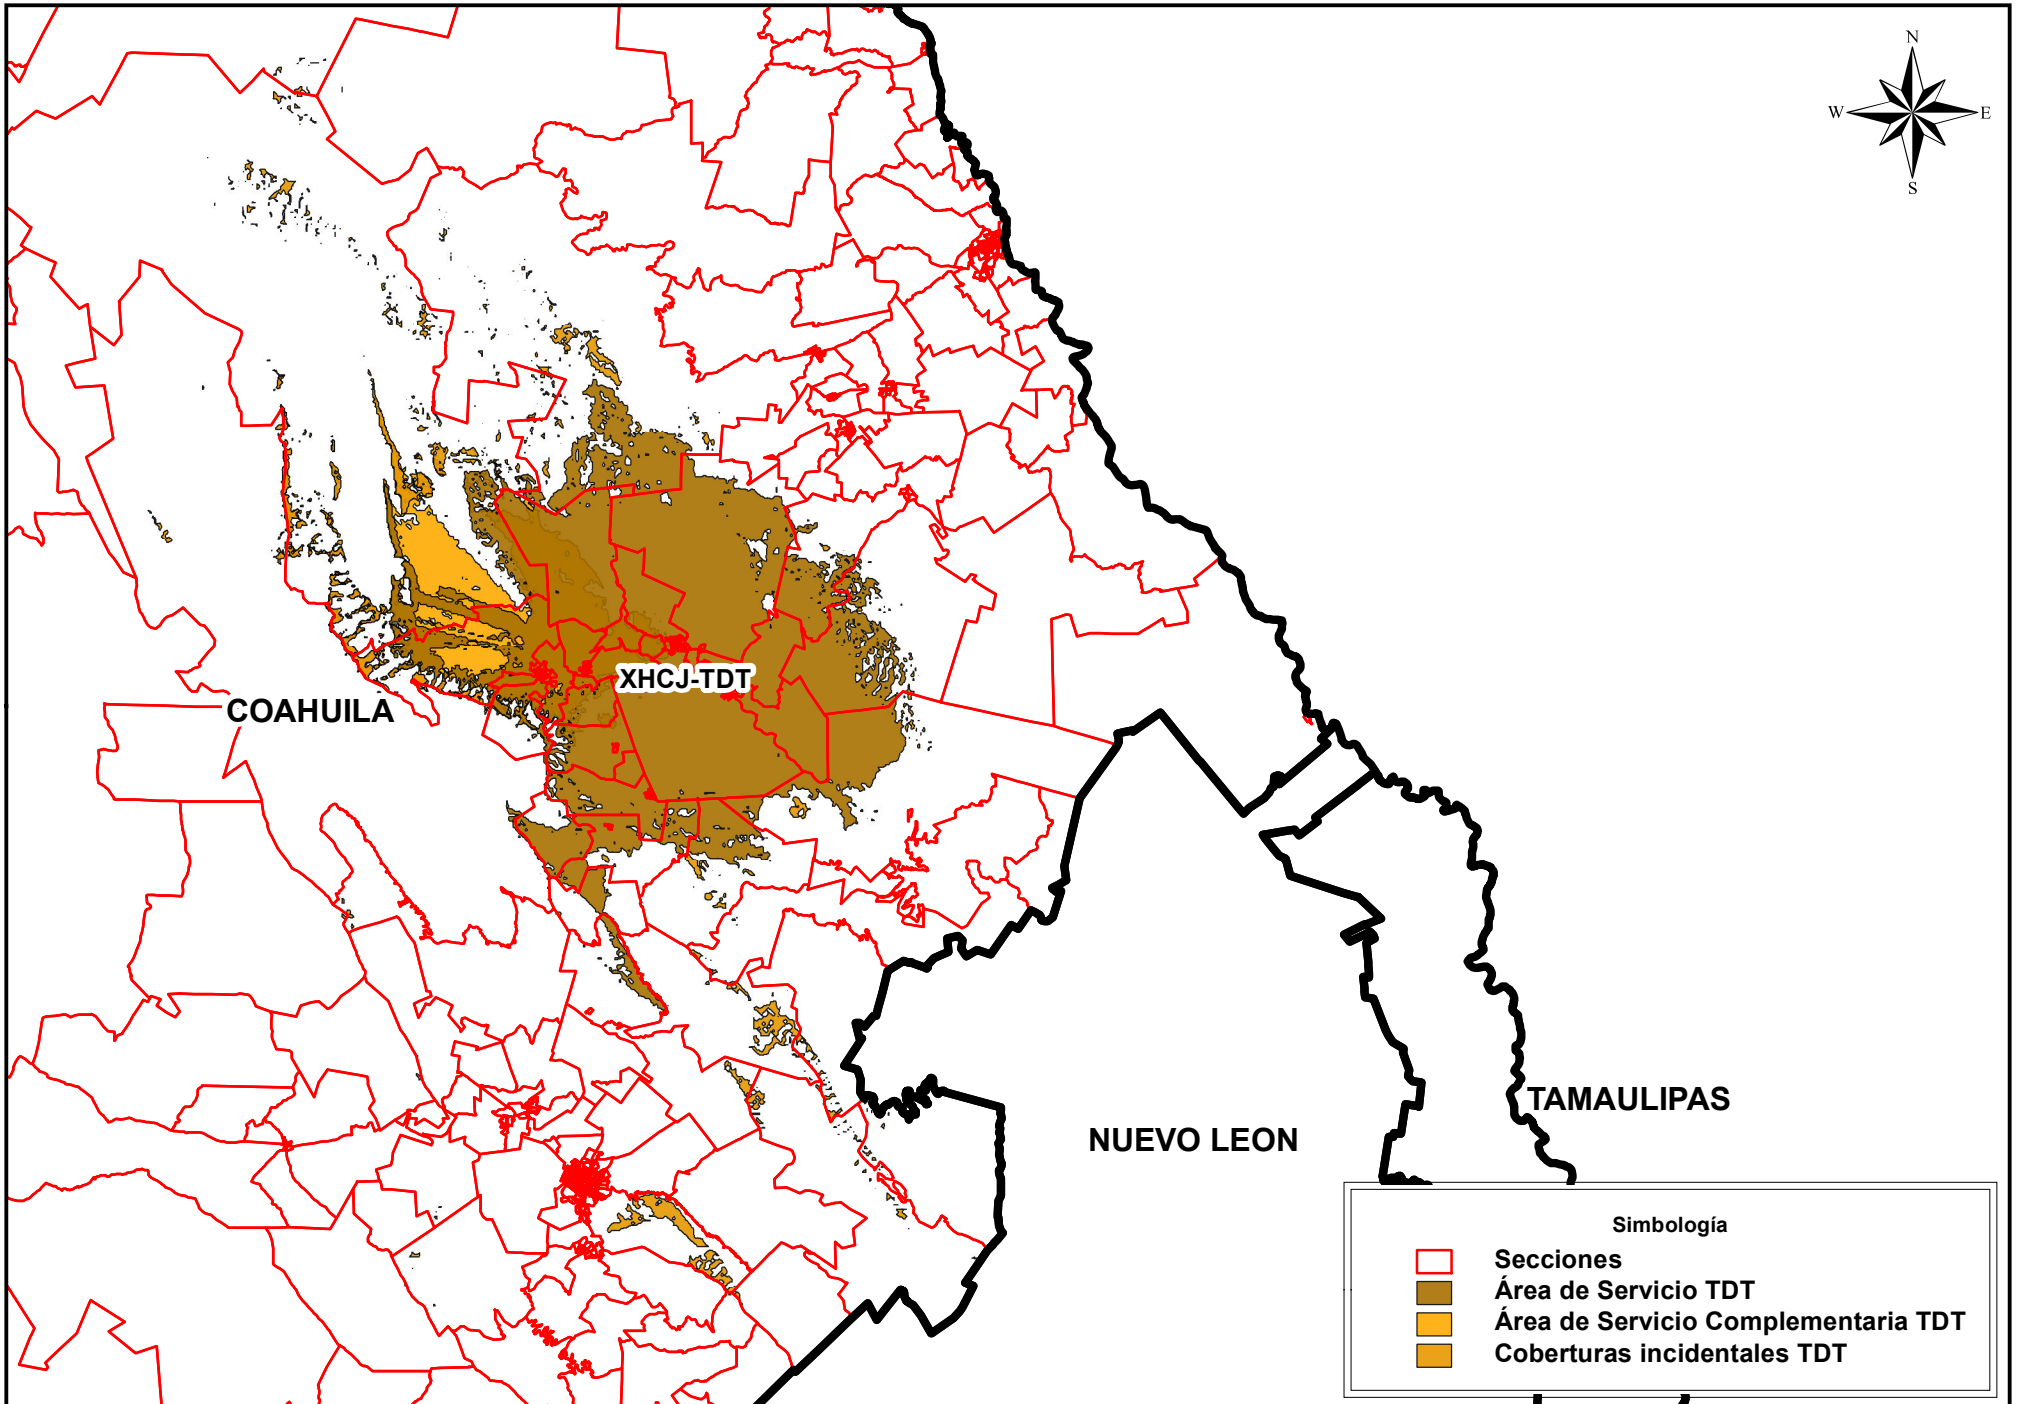 N
W E
S
XHCJ-TDT
COAHUILA
TAMAULIPAS
NUEVO LEON
Simbología
Secciones
Área de Servicio TDT
Área de Servicio Complementaria TDT
Coberturas incidentales TDT